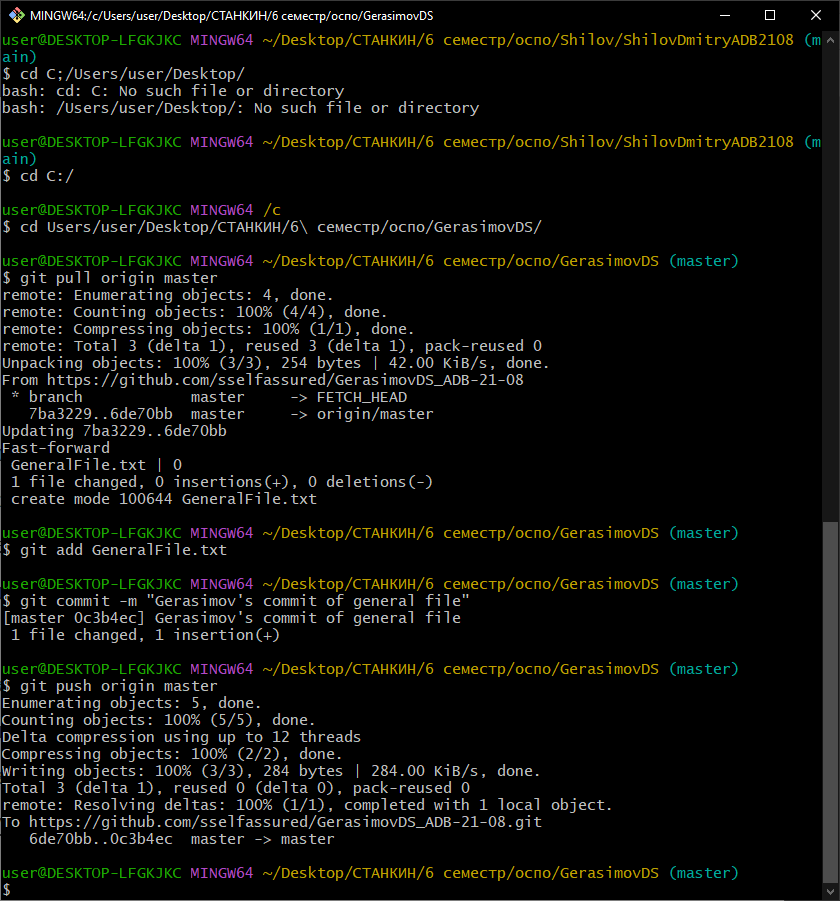 MINGW64:/c/Users/user/Desktop/СТАНКИН/6 семестр/оспо/GerasimovDS
user@DESKTOP-LFGKJKC MINGW64 ~/Desktop/СТАНКИН/6 семестр/оспо/Shilov/ShilovDmitryADB2108 (m
ain)
$ cd C;/Users/user/Desktop/
bash: cd: C: No such file or directory
bash: /Users/user/Desktop/: No such file or directory
user@DESKTOP-LFGKJKC MINGW64 ~/Desktop/СТАНКИН/6 семестр/оспо/Shilov/ShilovDmitryADB2108 (m
ain)
$ cd C:/
user@DESKTOP-LFGKJKC MINGW64 /c
$ cd Users/user/Desktop/СТАНКИН/6\ семестр/оспо/GerasimovDS/
user@DESKTOP-LFGKJKC MINGW64 ~/Desktop/СТАНКИН/6 семестр/оспо/GerasimovDS (master)
$ git pull origin master
remote: Enumerating objects: 4, done.
remote: Counting objects: 100% (4/4), done.
remote: Compressing objects: 100% (1/1), done.
remote: Total 3 (delta 1), reused 3 (delta 1), pack-reused 0
Unpacking objects: 100% (3/3), 254 bytes | 42.00 KiB/s, done.
From https://github.com/sselfassured/GerasimovDS_ADB-21-08
 * branch            master     -> FETCH_HEAD
   7ba3229..6de70bb  master     -> origin/master
Updating 7ba3229..6de70bb
Fast-forward
 GeneralFile.txt | 0
 1 file changed, 0 insertions(+), 0 deletions(-)
 create mode 100644 GeneralFile.txt
user@DESKTOP-LFGKJKC MINGW64 ~/Desktop/СТАНКИН/6 семестр/оспо/GerasimovDS (master)
$ git add GeneralFile.txt
user@DESKTOP-LFGKJKC MINGW64 ~/Desktop/СТАНКИН/6 семестр/оспо/GerasimovDS (master)
$ git commit -m "Gerasimov's commit of general file"
[master 0c3b4ec] Gerasimov's commit of general file
 1 file changed, 1 insertion(+)
user@DESKTOP-LFGKJKC MINGW64 ~/Desktop/СТАНКИН/6 семестр/оспо/GerasimovDS (master)
$ git push origin master
Enumerating objects: 5, done.
Counting objects: 100% (5/5), done.
Delta compression using up to 12 threads
Compressing objects: 100% (2/2), done.
Writing objects: 100% (3/3), 284 bytes | 284.00 KiB/s, done.
Total 3 (delta 1), reused 0 (delta 0), pack-reused 0
remote: Resolving deltas: 100% (1/1), completed with 1 local object.
To https://github.com/sselfassured/GerasimovDS_ADB-21-08.git
   6de70bb..0c3b4ec  master -> master
user@DESKTOP-LFGKJKC MINGW64 ~/Desktop/СТАНКИН/6 семестр/оспо/GerasimovDS (master)
$